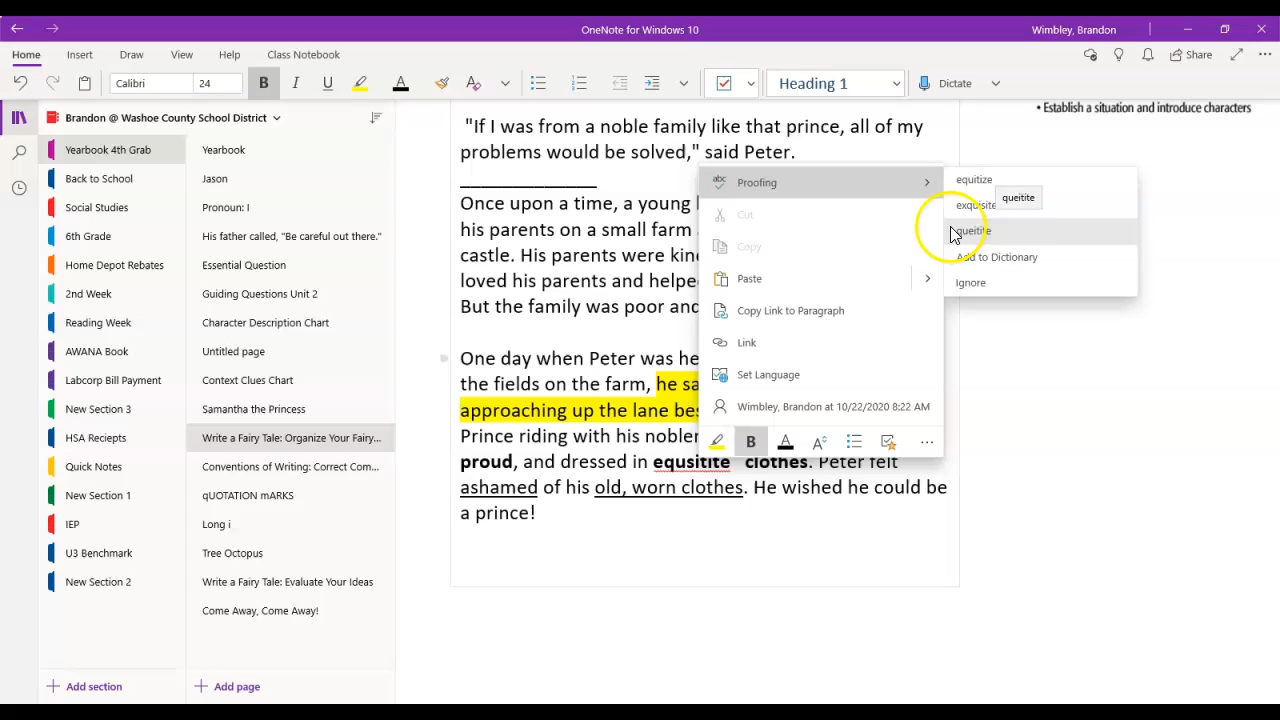 OneNote for Windows 10
Wimbley, Brandon
Home Insert Draw View Help Class Notebook
Share
Calibri 24 B I U A Heading 1 Dictate
Brandon @ Washoe County School District
Yearbook 4th Grab
Back to School
Social Studies
6th Grade
Home Depot Rebates
2nd Week
Reading Week
AWANA Book
Labcorp Bill Payment
New Section 3
HSA Reciepts
Quick Notes
New Section 1
IEP
U3 Benchmark
New Section 2
Add section
Yearbook
Jason
Pronoun: I
His father called, "Be careful out there."
Essential Question
Guiding Questions Unit 2
Character Description Chart
Untitled page
Context Clues Chart
Samantha the Princess
Write a Fairy Tale: Organize Your Fairy...
Conventions of Writing: Correct Com...
qUOTATION mARKS
Long i
Tree Octopus
Write a Fairy Tale: Evaluate Your Ideas
Come Away, Come Away!
Add page
• Establish a situation and introduce characters
"If I was from a noble family like that prince, all of my
problems would be solved," said Peter.
Once upon a time, a young
his parents on a small farm
castle. His parents were kin
loved his parents and helpe
But the family was poor and
One day when Peter was he
the fields on the farm, he sa
approaching up the lane bes
Prince riding with his nobler
proud, and dressed in equsitite clothes. Peter felt
ashamed of his old, worn clothes. He wished he could be
a prince!
abc
Proofing
Cut
Copy
Paste
Copy Link to Paragraph
Link
Set Language
Wimbley, Brandon at 10/22/2020 8:22 AM
B A A
equitize
exquisite
queitite
queitite
Add to Dictionary
Ignore